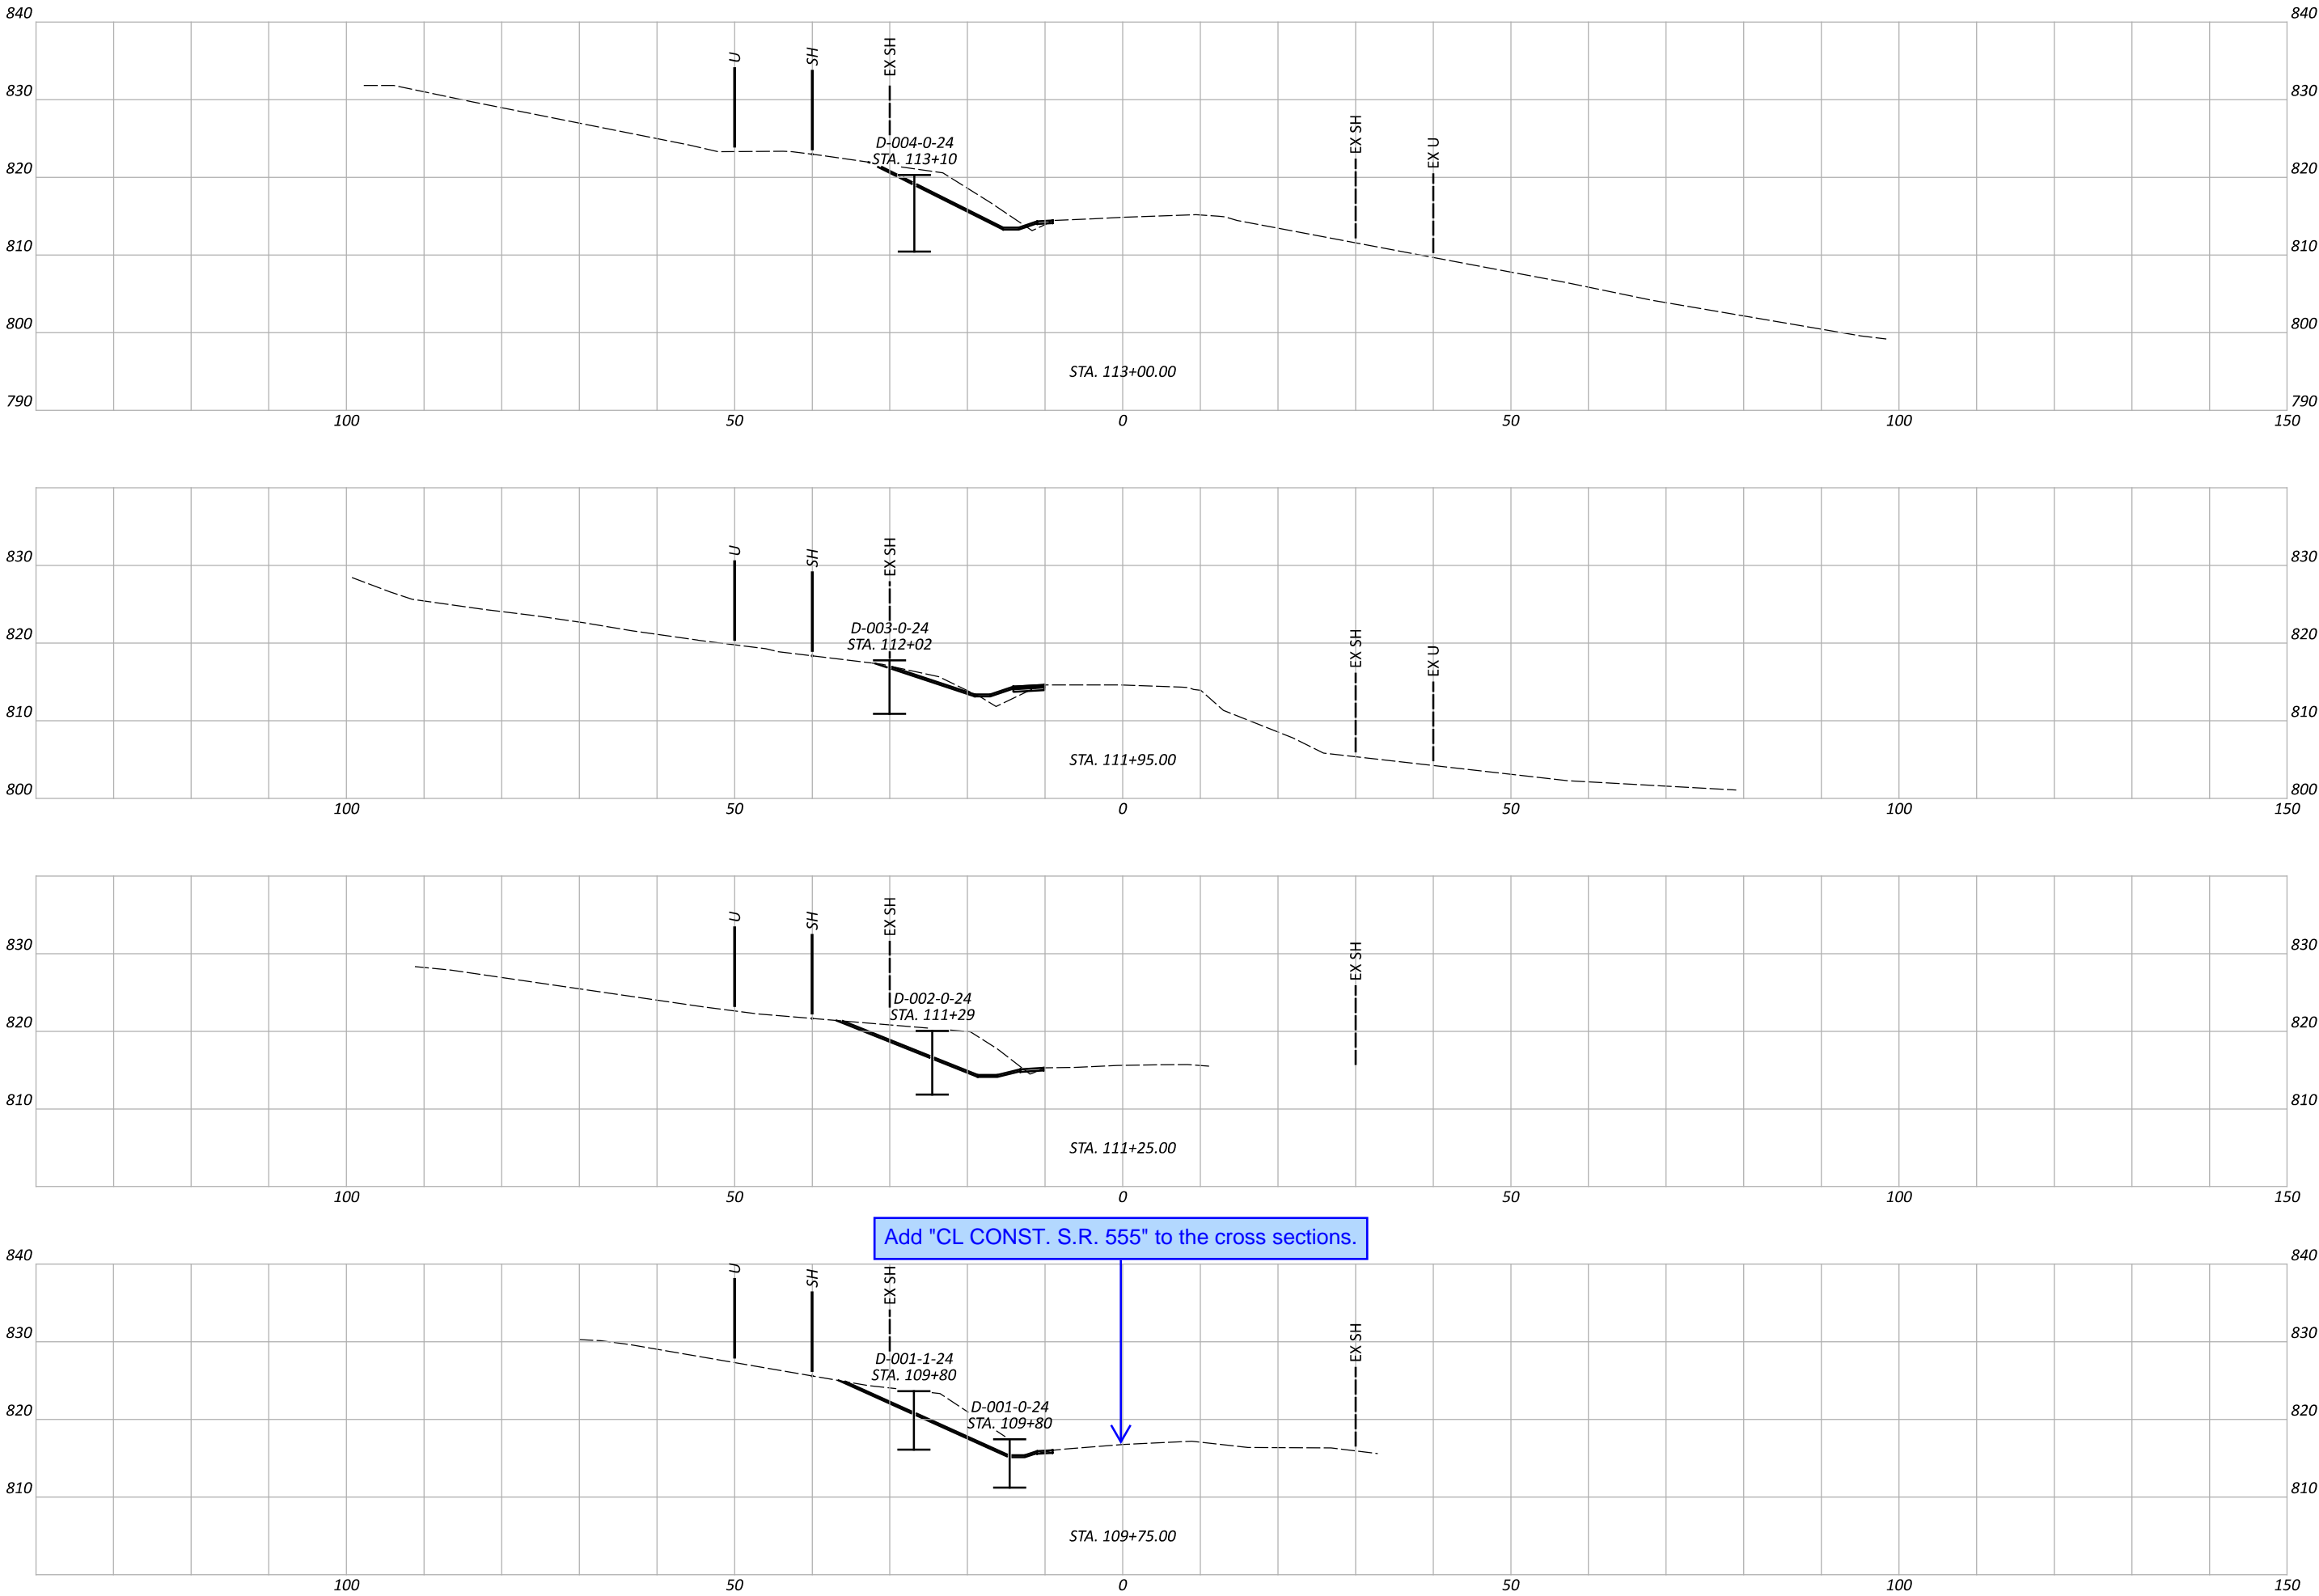 840 840
U SH EX SH
830 830
EX SH EX U
D-004-0-24
STA. 113+10
820 820
810 810
800 800
STA. 113+00.00
790 790
100 50 0 50 100 150
U SH EX SH
830 830
D-003-0-24
STA. 112+02
EX SH EX U
820 820
810 810
STA. 111+95.00
800 800
100 50 0 50 100 150
U SH EX SH
830 830
EX SH
D-002-0-24
STA. 111+29
820 820
810 810
STA. 111+25.00
100 50 0 50 100 150
Add "CL CONST. S.R. 555" to the cross sections.
840 840
U SH EX SH
830 830
EX SH
D-001-1-24
STA. 109+80
D-001-0-24
STA. 109+80
820 820
810 810
STA. 109+75.00
100 50 0 50 100 150